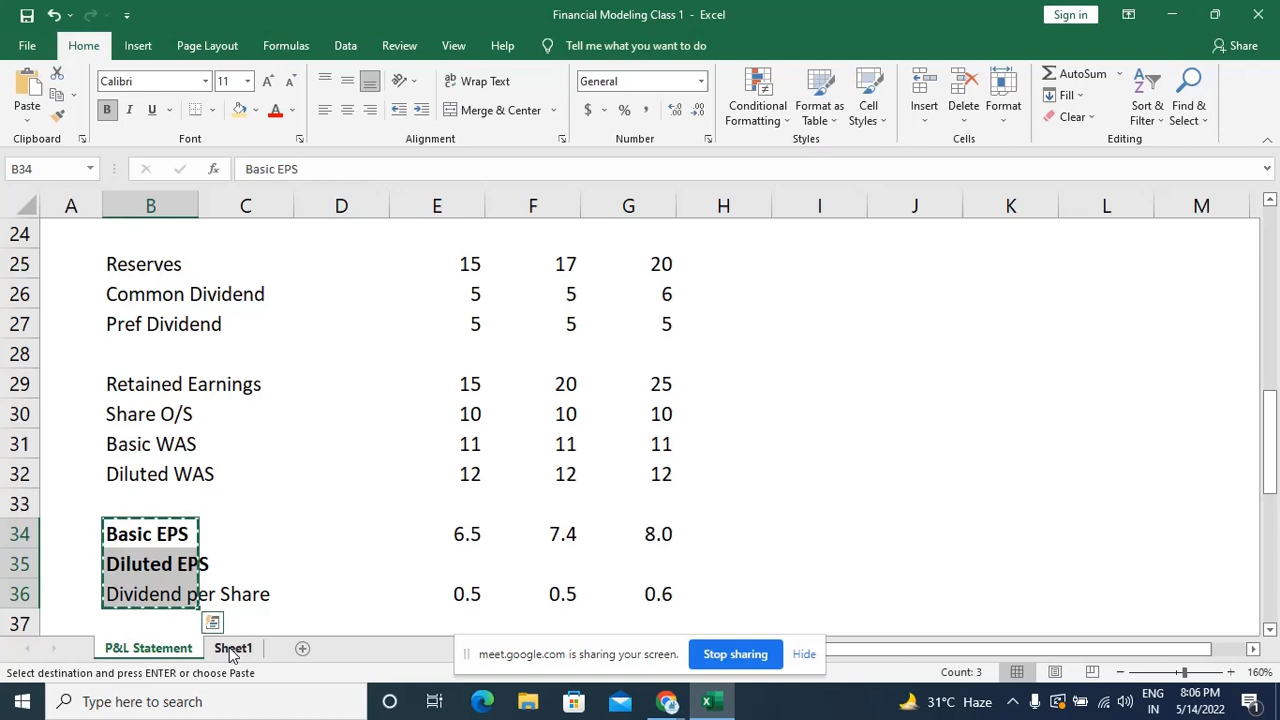 Financial Modeling Class 1 - Excel
Sign in
File Home Insert Page Layout Formulas Data Review View Help Tell me what you want to do Share
Paste
Calibri 11
B I U
Wrap Text
Merge & Center
General
$ % ,
Conditional Formatting
Format as Table
Cell Styles
Insert Delete Format
AutoSum
Fill
Clear
Sort & Filter
Find & Select
Clipboard Font Alignment Number Styles Cells Editing
B34 fx Basic EPS
A B C D E F G H I J K L M
24
25 Reserves 15 17 20
26 Common Dividend 5 5 6
27 Pref Dividend 5 5 5
28
29 Retained Earnings 15 20 25
30 Share O/S 10 10 10
31 Basic WAS 11 11 11
32 Diluted WAS 12 12 12
33
34 Basic EPS 6.5 7.4 8.0
35 Diluted EPS
36 Dividend per Share 0.5 0.5 0.6
37
P&L Statement Sheet1
meet.google.com is sharing your screen. Stop sharing Hide
Select destination and press ENTER or choose Paste Count: 3 160%
Type here to search
31°C Haze
ENG
IN
8:06 PM
5/14/2022
1